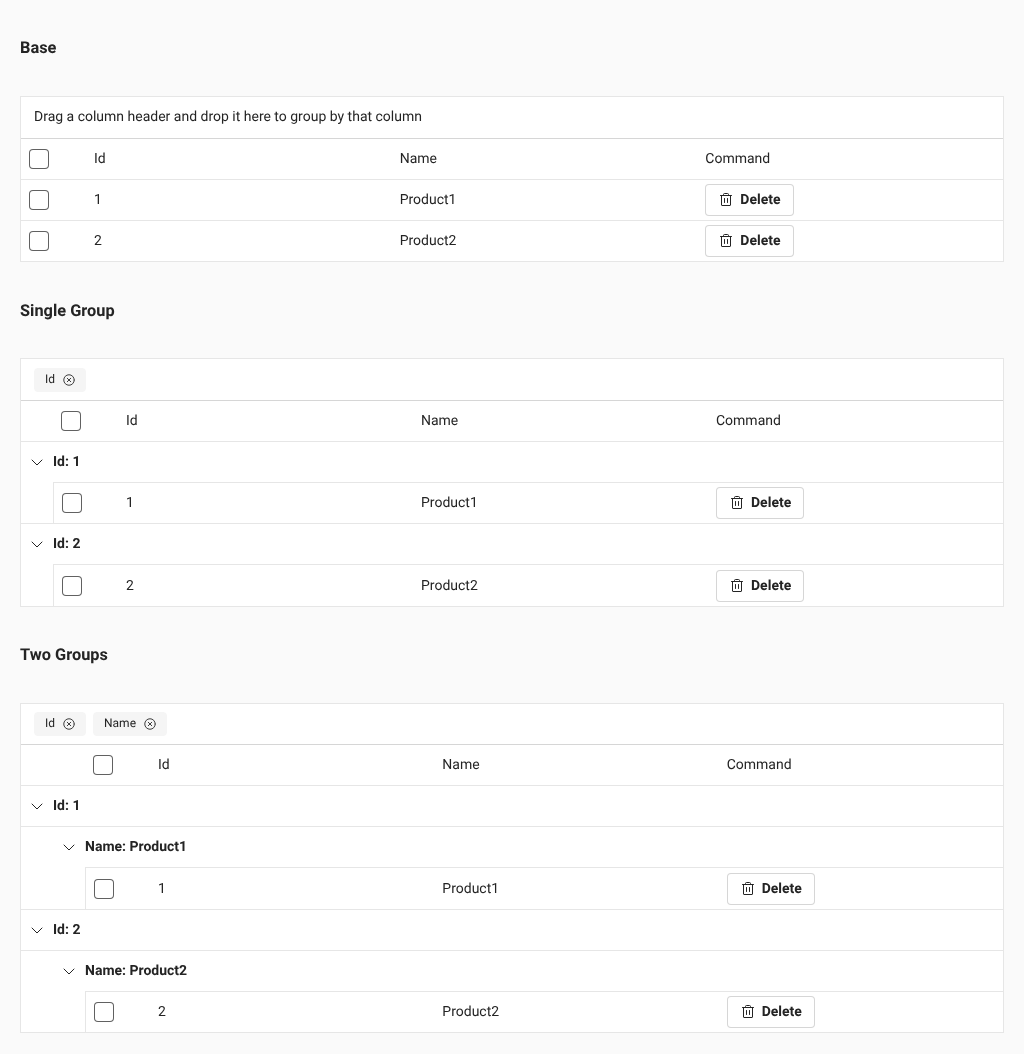 Base
Drag a column header and drop it here to group by that column
Id Name Command
1 Product1 Delete
2 Product2 Delete
Single Group
Id
Id Name Command
Id: 1
1 Product1 Delete
Id: 2
2 Product2 Delete
Two Groups
Id Name
Id Name Command
Id: 1
Name: Product1
1 Product1 Delete
Id: 2
Name: Product2
2 Product2 Delete